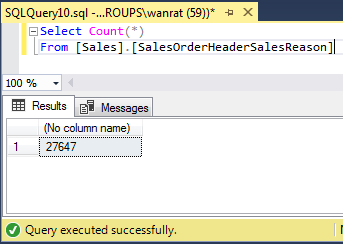 SQLQuery10.sql -...ROUPS\wanrat (59))*
Select Count(*)
From [Sales].[SalesOrderHeaderSalesReason]
100 %
Results
Messages
(No column name)
1
27647
Query executed successfully.